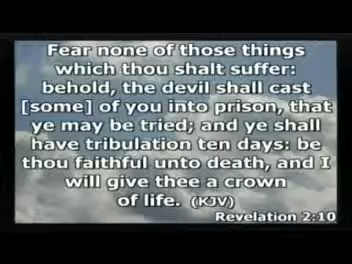 Fear none of those things
which thou shalt suffer:
behold, the devil shall cast
[some] of you into prison, that
ye may be tried; and ye shall
have tribulation ten days: be
thou faithful unto death, and I
will give thee a crown
of life. (KJV)
Revelation 2:10